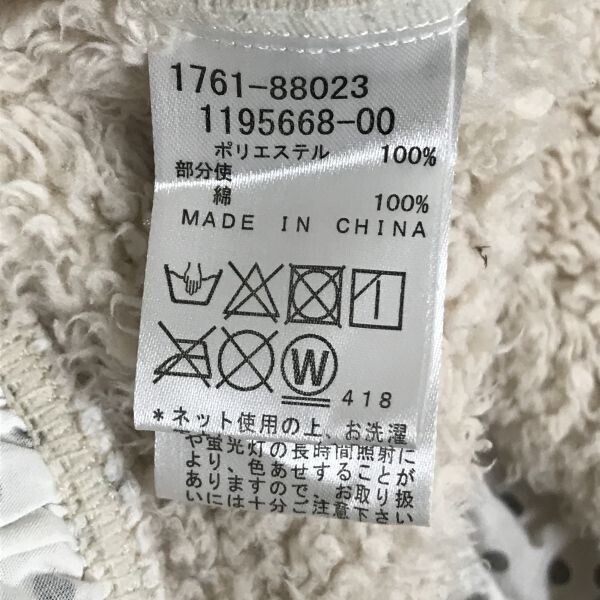 1761-88023
1195668-00
ポリエステル 100%
部分使
綿 100%
MADE IN CHINA
W 418
*ネット使用の上、お洗濯
や蛍光灯の長時間照射に
より、色あせすることが
ありますので、お取り扱
いには十分ご注意下さい